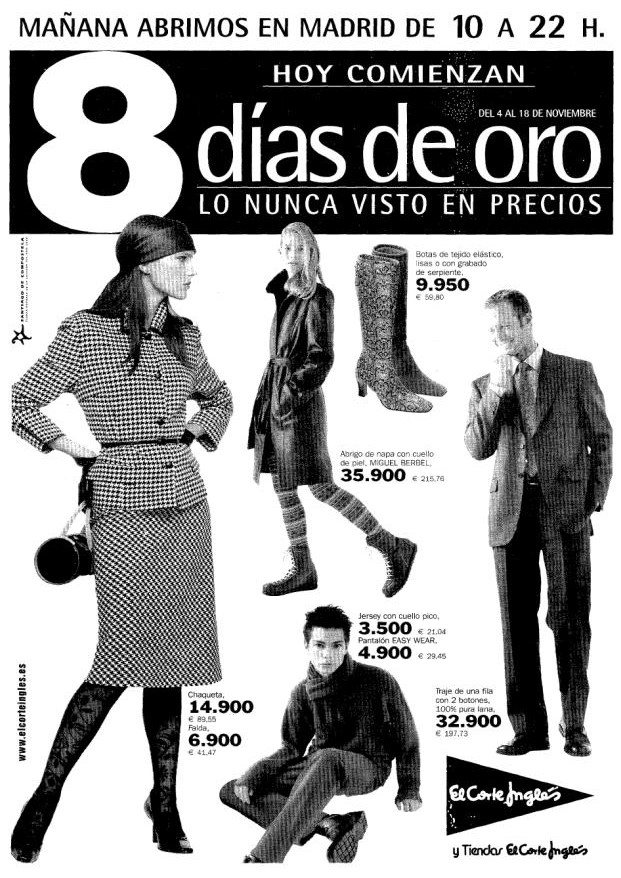 MAÑANA ABRIMOS EN MADRID DE 10 A 22 H.
8
HOY COMIENZAN
DEL 4 AL 18 DE NOVIEMBRE
días de oro
LO NUNCA VISTO EN PRECIOS
SANTIAGO DE COMPOSTELA
Botas de tejido elástico,
lisas o con grabado
de serpiente,
9.950
€ 59,80
Abrigo de napa con cuello
de piel, MIGUEL BERBEL,
35.900 € 215,76
Jersey con cuello pico,
3.500 € 21,04
Pantalón EASY WEAR,
4.900 € 29,45
Chaqueta,
14.900
€ 89,55
Falda,
6.900
€ 41,47
Traje de una fila
con 2 botones,
100% pura lana,
32.900
€ 197,73
www.elcorteingles.es
El Corte Inglés
y Tiendas El Corte Inglés